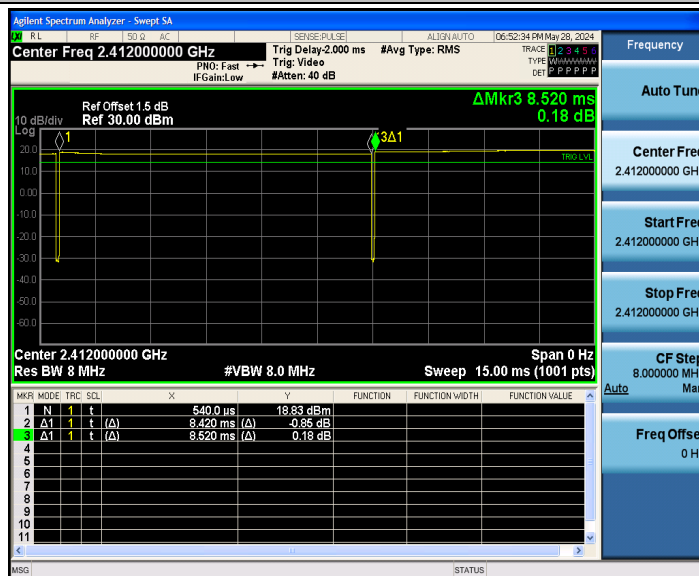 Agilent Spectrum Analyzer - Swept SA
RL RF 50 Ω AC SENSE:PULSE ALIGN AUTO 06:52:34 PM May 28, 2024
Center Freq 2.412000000 GHz
PNO: Fast
IFGain:Low
Trig Delay-2.000 ms
Trig: Video
#Atten: 40 dB
#Avg Type: RMS
TRACE 1 2 3 4 5 6
TYPE W
DET P P P P P P
Frequency
Auto Tun
Center Fre
2.412000000 GH
Start Fre
2.412000000 GH
Stop Fre
2.412000000 GH
CF Step
8.000000 MH
Auto Ma
Freq Offse
0 H
ΔMkr3 8.520 ms
0.18 dB
Ref Offset 1.5 dB
Ref 30.00 dBm
10 dB/div
Log
1
3Δ1
TRIG LVL
20.0
10.0
0.00
-10.0
-20.0
-30.0
-40.0
-50.0
-60.0
Center 2.412000000 GHz Span 0 Hz
Res BW 8 MHz #VBW 8.0 MHz Sweep 15.00 ms (1001 pts)
MKR MODE TRC SCL X Y FUNCTION FUNCTION WIDTH FUNCTION VALUE
1 N 1 t 540.0 µs 18.83 dBm
2 Δ1 1 t (Δ) 8.420 ms (Δ) -0.85 dB
3 Δ1 1 t (Δ) 8.520 ms (Δ) 0.18 dB
4
5
6
7
8
9
10
11
MSG STATUS